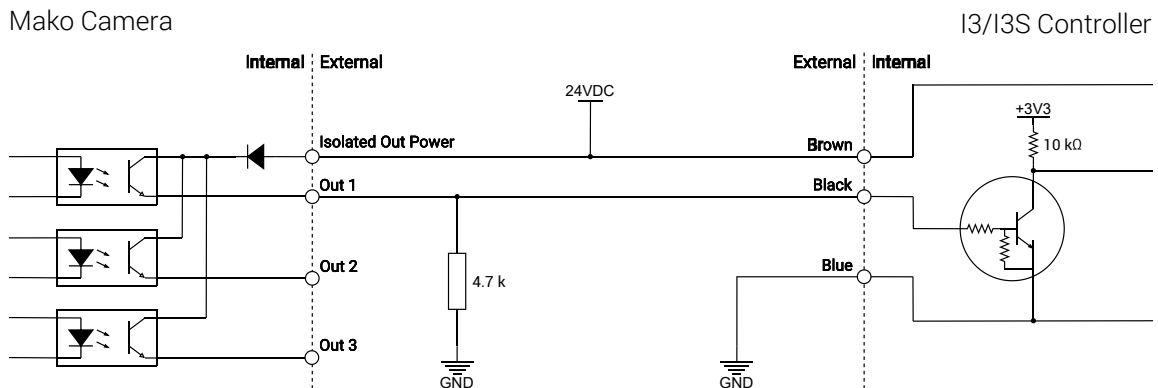 Mako Camera
I3/I3S Controller
Internal
External
External
Internal
24VDC
+3V3
10 kΩ
Isolated Out Power
Brown
Out 1
Black
Out 2
Blue
4.7 k
Out 3
GND
GND